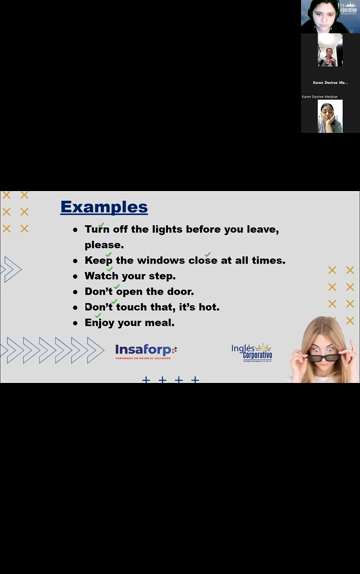 Inglés
Corporativo
Karen Desiree Me...
Karen Desiree Menjivar
Examples
• Turn off the lights before you leave,
please.
• Keep the windows close at all times.
• Watch your step.
• Don't open the door.
• Don't touch that, it's hot.
• Enjoy your meal.
Insaforp
Inglés
Corporativo